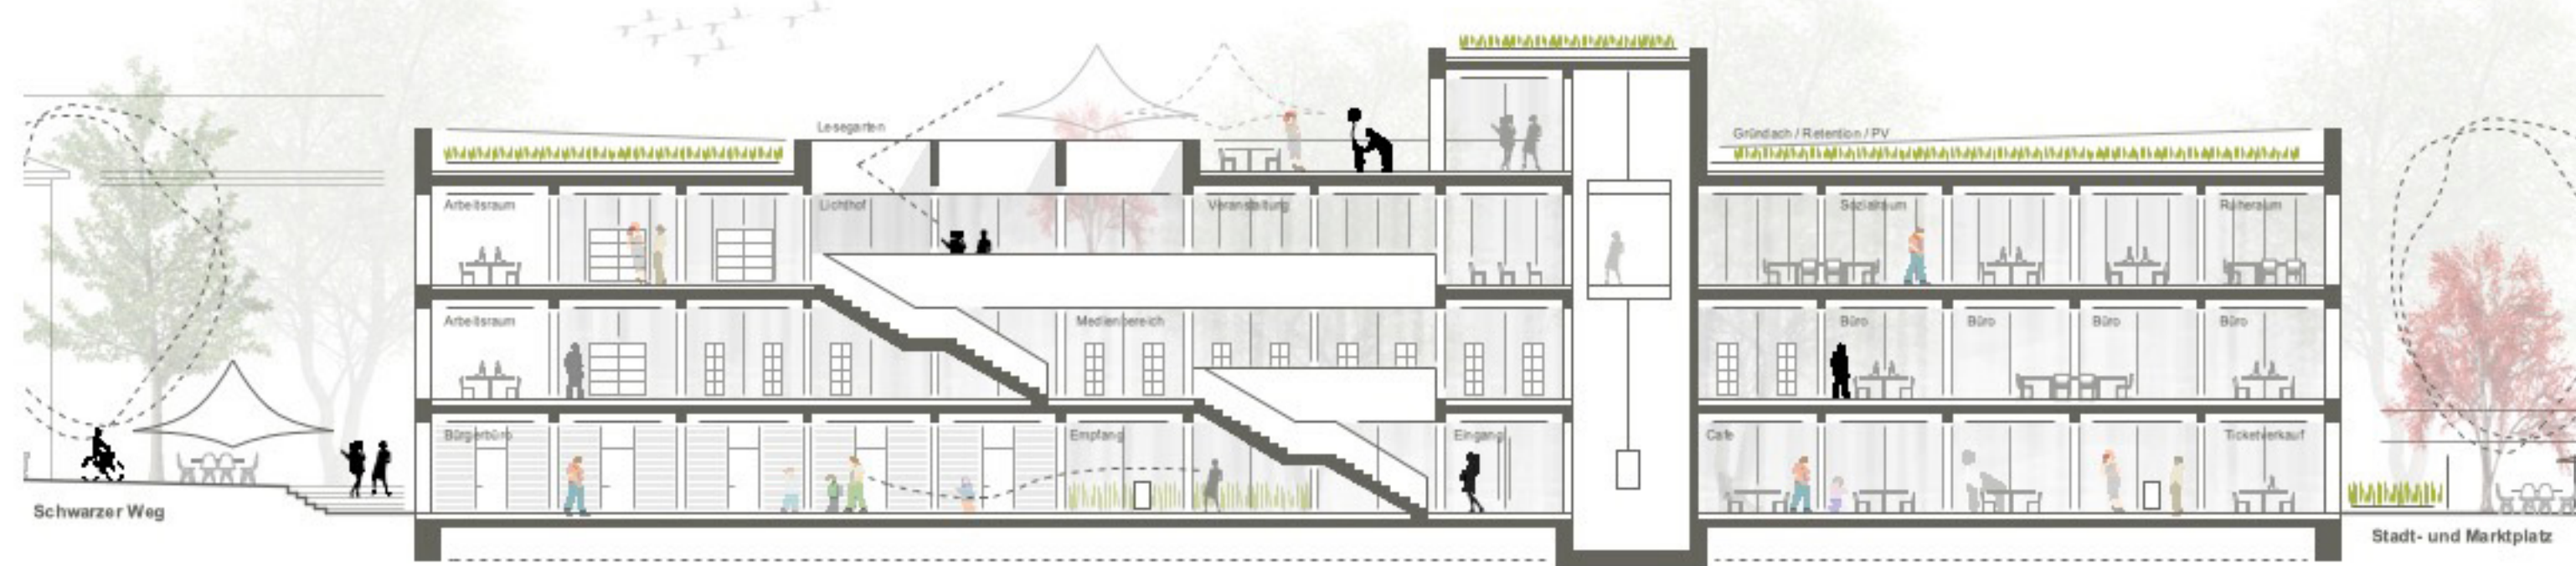 Lesegarten
Gründach / Retention / PV
Arbeitsraum
Lichthof
Veranstaltung
Sozialraum
Ruheraum
Arbeitsraum
Medienbereich
Büro
Büro
Büro
Büro
Bürgerbüro
Empfang
Eingang
Cafe
Ticketverkauf
Schwarzer Weg
Stadt- und Marktplatz